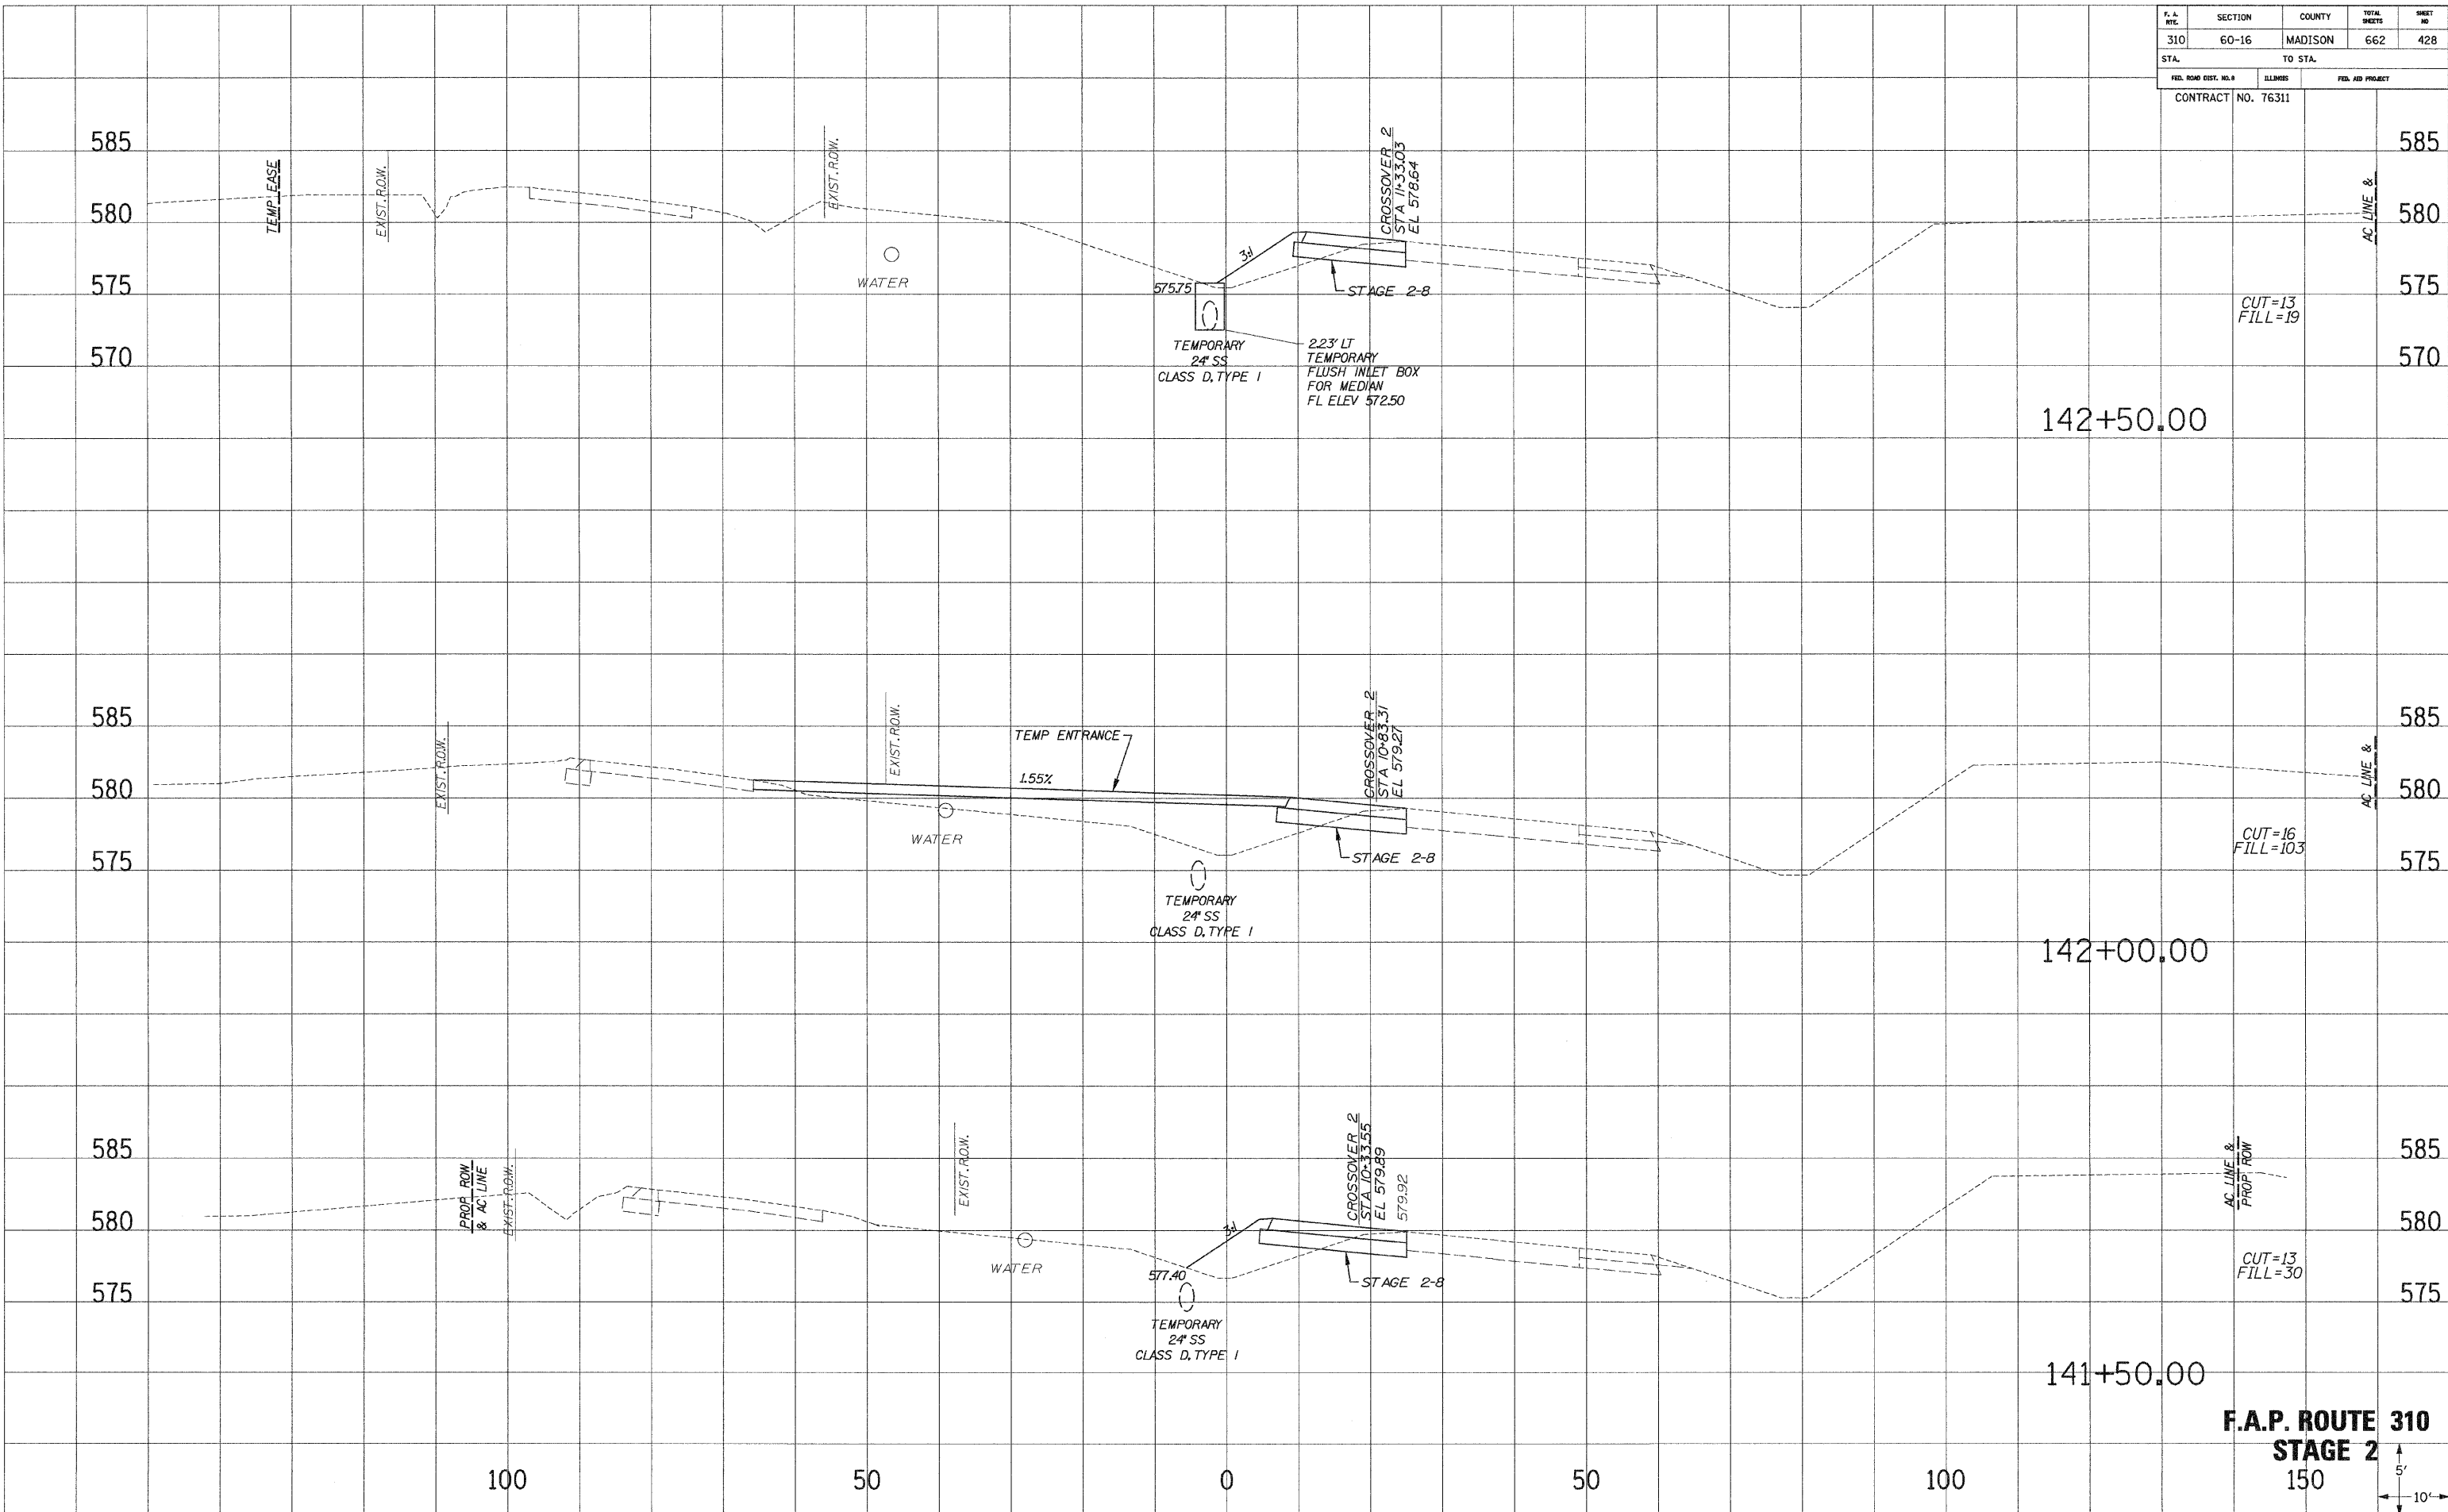 F. A. RTE. SECTION COUNTY TOTAL SHEETS SHEET NO
310 60-16 MADISON 662 428
STA. TO STA.
FED. ROAD DIST. NO. 8 ILLINOIS FED. AID PROJECT
CONTRACT NO. 76311
585
580
575
570
TEMP EASE
EXIST. R.O.W.
EXIST. R.O.W.
WATER
575.75
3:1
CROSSOVER 2
STA 11+33.03
EL 578.64
STAGE 2-8
TEMPORARY
24" SS
CLASS D, TYPE 1
2.23' LT
TEMPORARY
FLUSH INLET BOX
FOR MEDIAN
FL ELEV 572.50
AC LINE &
585
580
575
570
CUT=13
FILL=19
142+50.00
585
580
575
EXIST. R.O.W.
EXIST. R.O.W.
TEMP ENTRANCE
1.55%
WATER
CROSSOVER 2
STA 10+83.31
EL 579.27
STAGE 2-8
TEMPORARY
24" SS
CLASS D, TYPE 1
AC LINE &
585
580
575
CUT=16
FILL=103
142+00.00
585
580
575
PROP ROW
& AC LINE
EXIST. R.O.W.
EXIST. R.O.W.
WATER
577.40
3:1
CROSSOVER 2
STA 10+33.55
EL 579.89
579.92
STAGE 2-8
TEMPORARY
24" SS
CLASS D, TYPE 1
AC LINE &
PROP ROW
585
580
575
CUT=13
FILL=30
141+50.00
F.A.P. ROUTE 310
STAGE 2
100 50 0 50 100 150
5'
10'